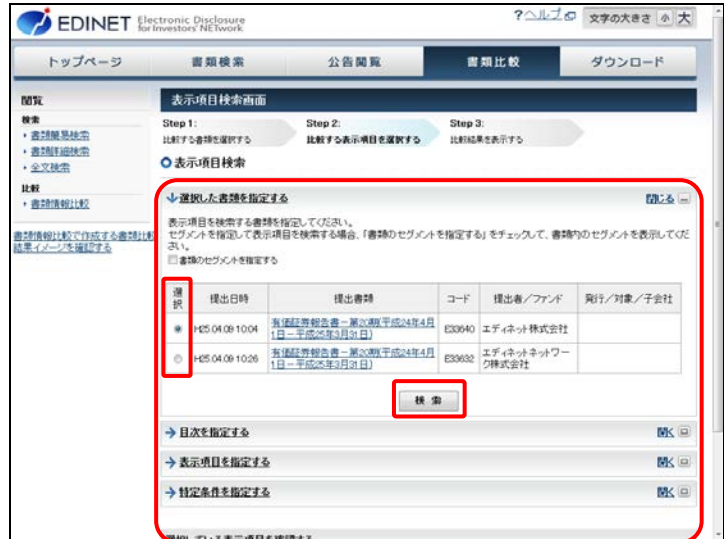 EDINET Electronic Disclosure
for Investors' NETwork
?ヘルプ 文字の大きさ 小 大
トップページ 書類検索 公告閲覧 書類比較 ダウンロード
閲覧
検索
・書類簡易検索
・書類詳細検索
・全文検索
比較
・書類情報比較
書類情報比較で作成する書類比較
結果イメージを確認する
表示項目検索画面
Step 1: Step 2: Step 3:
比較する書類を選択する 比較する表示項目を選択する 比較結果を表示する
表示項目検索
選択した書類を指定する 閉じる
表示項目を検索する書類を指定してください。
セグメントを指定して表示項目を検索する場合、「書類のセグメントを指定する」をチェックして、書類内のセグメントを表示してくだ
さい。
書類のセグメントを指定する
選択 提出日時 提出書類 コード 提出者/ファンド 発行/対象/子会社
H25.04.09 10:04 有価証券報告書－第20期(平成24年4月
1日－平成25年3月31日) E33640 エディネット株式会社
H25.04.09 10:26 有価証券報告書－第20期(平成24年4月
1日－平成25年3月31日) E33632 エディネットネットワー
ク株式会社
検 索
目次を指定する 開く
表示項目を指定する 開く
特定条件を指定する 開く
選択している表示項目を確認する